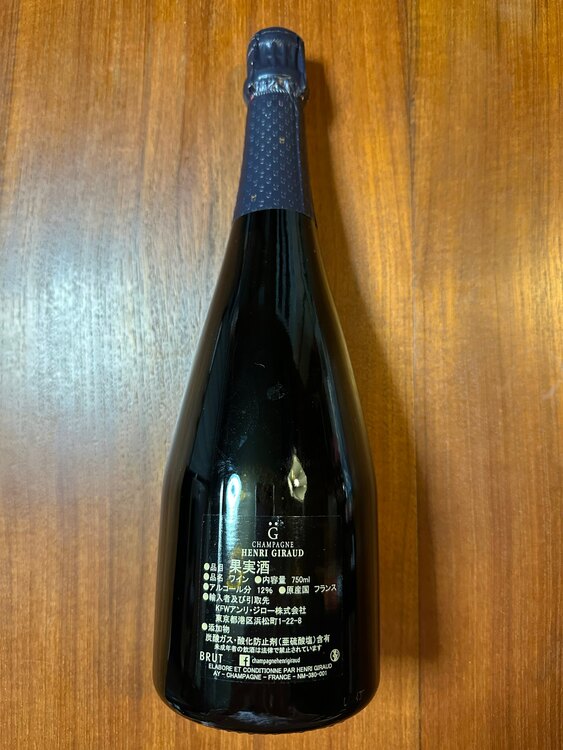 G
CHAMPAGNE
HENRI GIRAUD
●品目 果実酒
●品名 ワイン ●内容量 750ml
●アルコール分 12% ●原産国 フランス
●輸入者及び引取先
KFWアンリ・ジロー株式会社
東京都港区浜松町1-22-8
●添加物
炭酸ガス・酸化防止剤(亜硫酸塩)含有
未成年者の飲酒は法律で禁止されています
BRUT f champagnehenrigiraud
ELABORE ET CONDITIONNE PAR HENRI GIRAUD
AY - CHAMPAGNE - FRANCE - NM-380-001